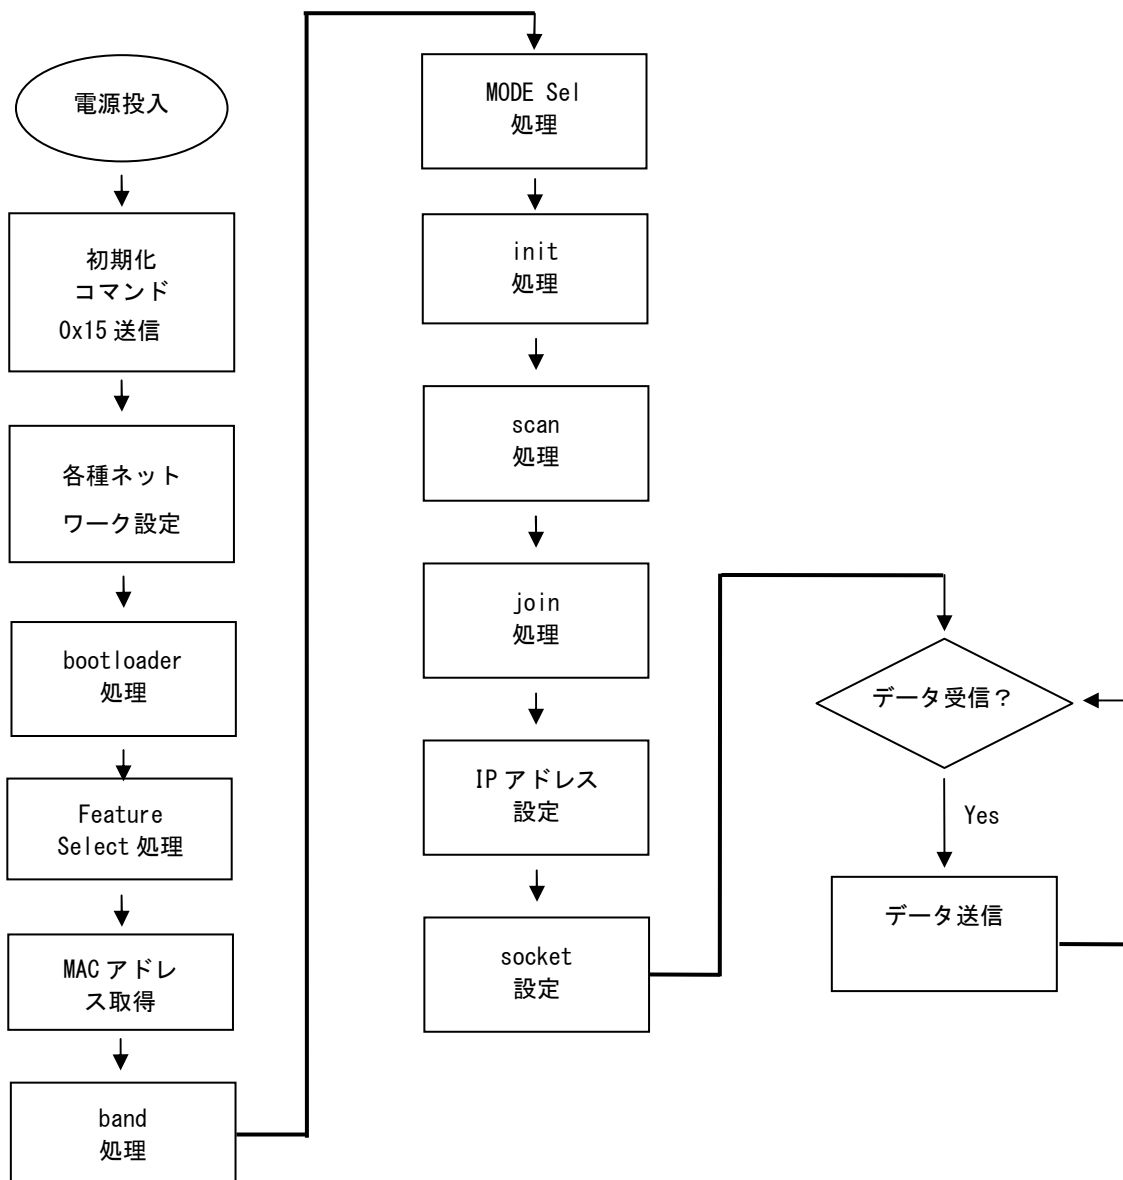 電源投入
初期化
コマンド
0x15 送信
各種ネット
ワーク設定
bootloader
処理
Feature
Select 処理
MAC アドレ
ス取得
band
処理
MODE Sel
処理
init
処理
scan
処理
join
処理
IP アドレス
設定
socket
設定
データ受信？
Yes
データ送信